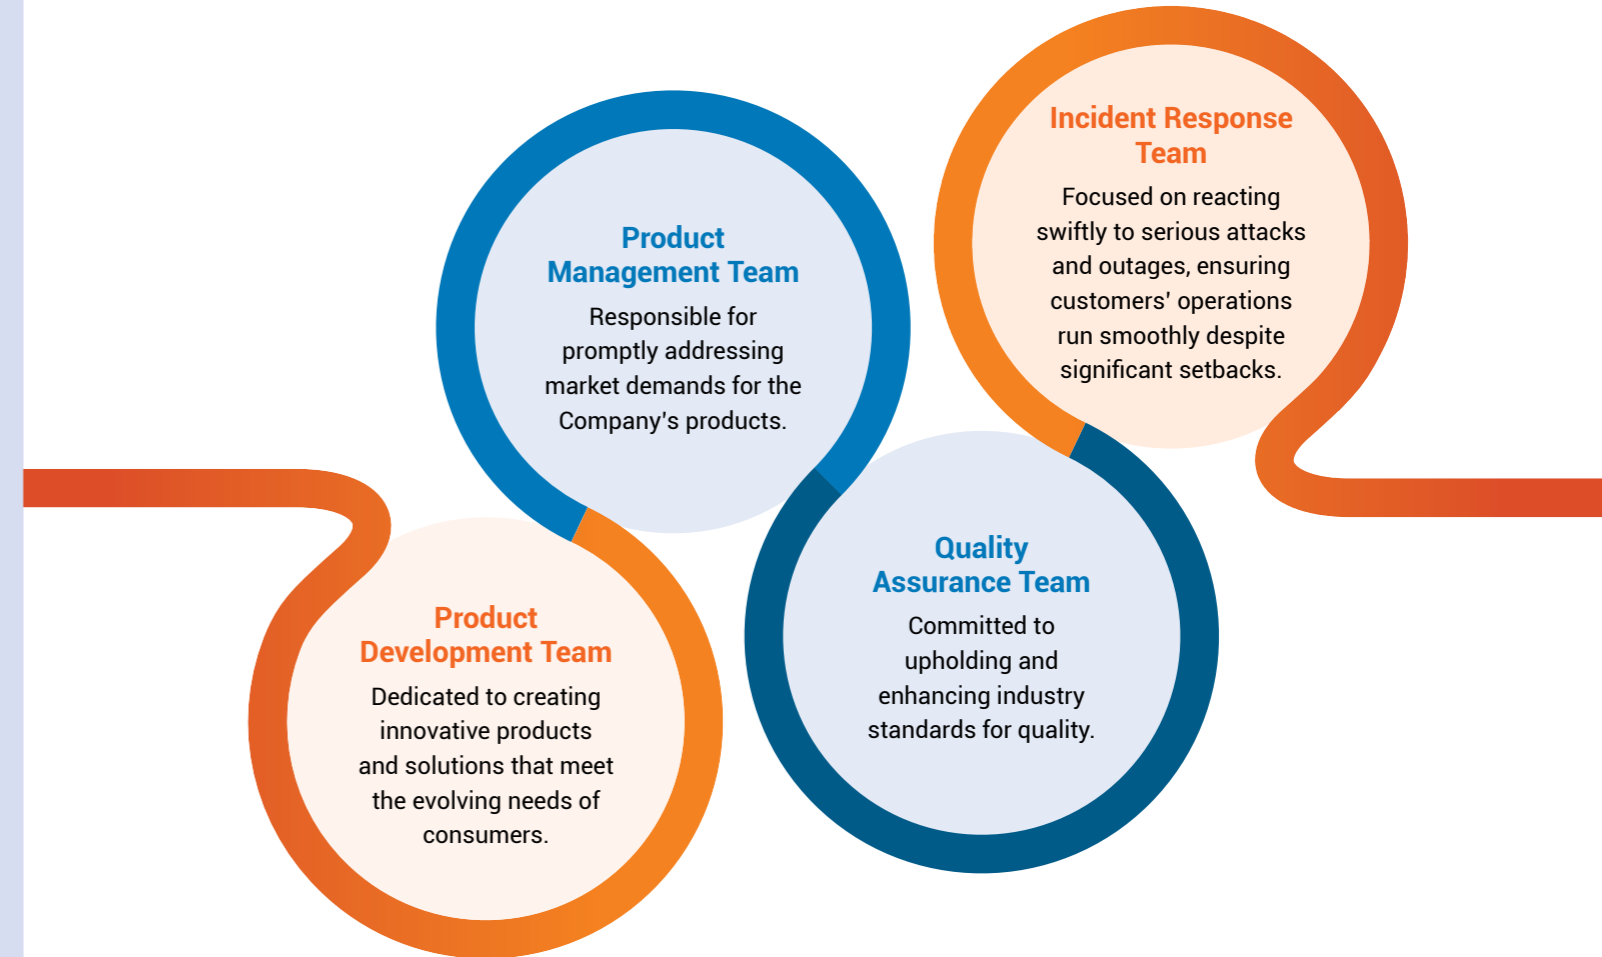 Product
Development Team
Dedicated to creating
innovative products
and solutions that meet
the evolving needs of
consumers.
Product
Management Team
Responsible for
promptly addressing
market demands for the
Company's products.
Quality
Assurance Team
Committed to
upholding and
enhancing industry
standards for quality.
Incident Response
Team
Focused on reacting
swiftly to serious attacks
and outages, ensuring
customers' operations
run smoothly despite
significant setbacks.